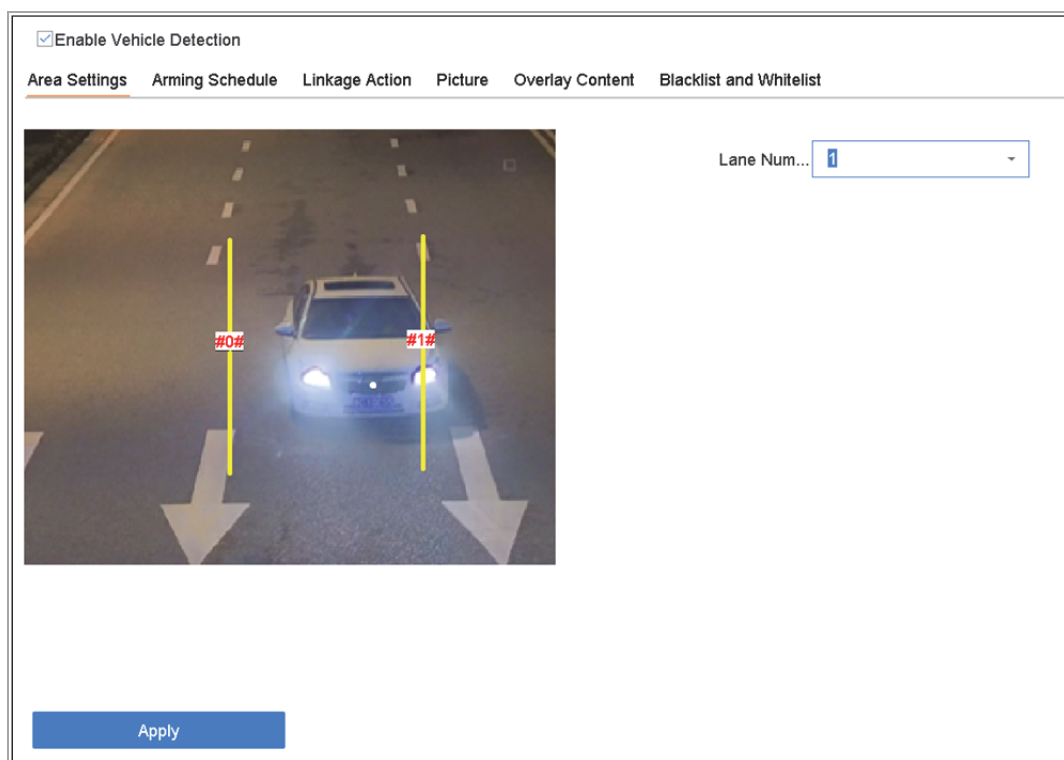 Enable Vehicle Detection
Area Settings Arming Schedule Linkage Action Picture Overlay Content Blacklist and Whitelist
Lane Num... 1
#0# #1#
Apply